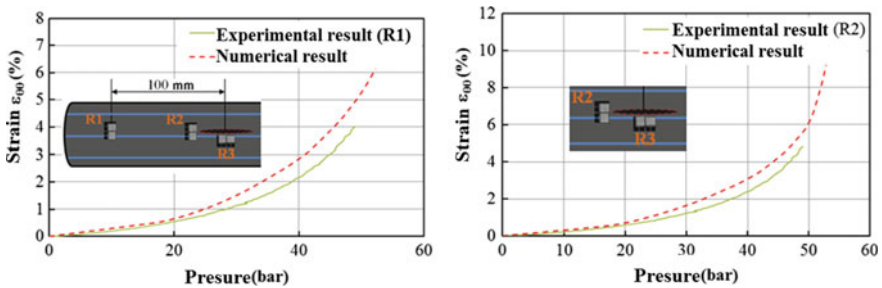 Experimental result (R1)
Numerical result
100 mm
R1
R2
R3
Strain ε_θθ (%)
8
7
6
5
4
3
2
1
0
0
20
40
60
Presure(bar)
Experimental result (R2)
Numerical result
R2
R3
Strain ε_θθ (%)
12
10
8
6
4
2
0
0
10
20
30
40
50
60
Presure(bar)